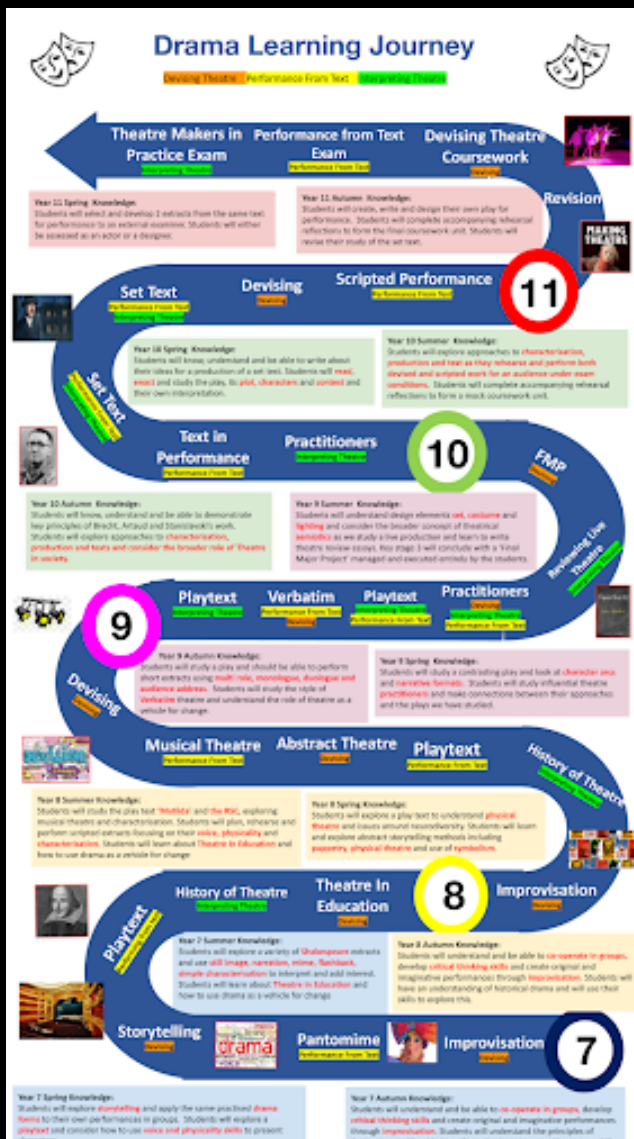 Drama Learning Journey
Devising Theatre Performance From Text Interpreting Theatre
Theatre Makers in
Practice Exam
Interpreting Theatre
Performance from Text
Exam
Performance From Text
Devising Theatre
Coursework
Devising
Revision
MAKING
THEATRE
Year 11 Spring Knowledge:
Students will select and develop 2 extracts from the same text
for performance to an external examiner. Students will either
be assessed as an actor or a designer.
Year 11 Autumn Knowledge:
Students will create, write and design their own play for
performance. Students will complete accompanying rehearsal
reflections to form the final coursework unit. Students will
revise their study of the set text.
Set Text
Performance From Text
Interpreting Theatre
Devising
Devising
Scripted Performance
Performance From Text
11
Year 10 Spring Knowledge:
Students will know, understand and be able to write about
their ideas for a production of a set text. Students will read,
enact and study the play, its plot, characters and context and
their own interpretation.
Year 10 Summer Knowledge:
Students will explore approaches to characterisation,
production and text as they rehearse and perform both
devised and scripted work for an audience under exam
conditions. Students will complete accompanying rehearsal
reflections to form a mock coursework unit.
Set Text
Performance From Text
Interpreting Theatre
Text in
Performance
Performance From Text
Practitioners
Interpreting Theatre
10
FMP
Devising
Year 10 Autumn Knowledge:
Students will know, understand and be able to demonstrate
key principles of Brecht, Artaud and Stanislavski's work.
Students will explore approaches to characterisation,
production and texts and consider the broader role of Theatre
in society.
Year 9 Summer Knowledge:
Students will understand design elements set, costume and
lighting and consider the broader concept of theatrical
semiotics as we study a live production and learn to write
theatre review essays. Key stage 3 will conclude with a 'Final
Major Project' managed and executed entirely by the students.
Reviewing Live
Theatre
Interpreting Theatre
9
Playtext
Interpreting Theatre
Verbatim
Performance From Text
Devising
Playtext
Interpreting Theatre
Performance From Text
Practitioners
Devising
Interpreting Theatre
Performance From Text
Year 9 Autumn Knowledge:
Students will study a play and should be able to perform
short extracts using multi role, monologue, duologue and
audience address. Students will study the style of
Verbatim theatre and understand the role of theatre as a
vehicle for change.
Year 9 Spring Knowledge:
Students will study a contrasting play and look at character arcs
and narrative formats. Students will study influential theatre
practitioners and make connections between their approaches
and the plays we have studied.
Devising
Devising
Musical Theatre
Performance From Text
Abstract Theatre
Devising
Playtext
Performance From Text
History of Theatre
Interpreting Theatre
Year 8 Summer Knowledge:
Students will study the play text 'Matilda' and the RSC, exploring
musical theatre and characterisation. Students will plan, rehearse and
perform scripted extracts focusing on their voice, physicality and
characterisation. Students will learn about Theatre in Education and
how to use drama as a vehicle for change
Year 8 Spring Knowledge:
Students will explore a play text to understand physical
theatre and issues around neurodiversity. Students will learn
and explore abstract storytelling methods including
puppetry, physical theatre and use of symbolism.
Playtext
Performance From Text
History of Theatre
Interpreting Theatre
Theatre In
Education
Devising
8
Improvisation
Devising
Year 7 Summer Knowledge:
Students will explore a variety of Shakespeare extracts
and use still image, narration, mime, flashback,
simple characterisation to interpret and add interest.
Students will learn about Theatre in Education and
how to use drama as a vehicle for change
Year 8 Autumn Knowledge:
Students will understand and be able to co-operate in groups,
develop critical thinking skills and create original and
imaginative performances through improvisation. Students will
have an understanding of historical drama and will use their
skills to explore this.
Storytelling
Devising
drama
Pantomime
Performance From Text
Improvisation
Devising
7
Year 7 Spring Knowledge:
Students will explore storytelling and apply the same practised drama
forms to their own performances in groups. Students will explore a
playtext and consider how to use voice and physicality skills to present
Year 7 Autumn Knowledge:
Students will understand and be able to co-operate in groups, develop
critical thinking skills and create original and imaginative performances
through improvisation. Students will understand the principles of